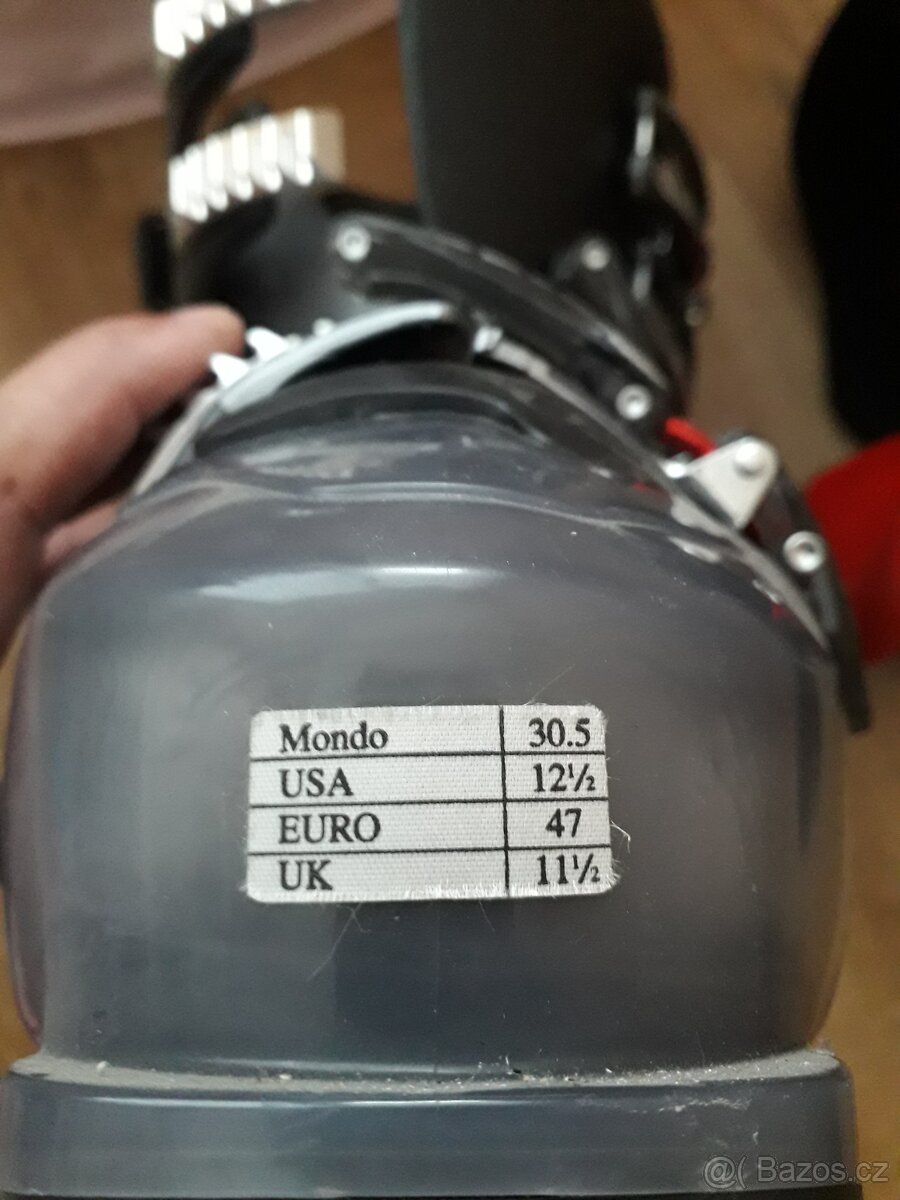 Mondo 30.5
USA 12½
EURO 47
UK 11½
@( Bazos.cz